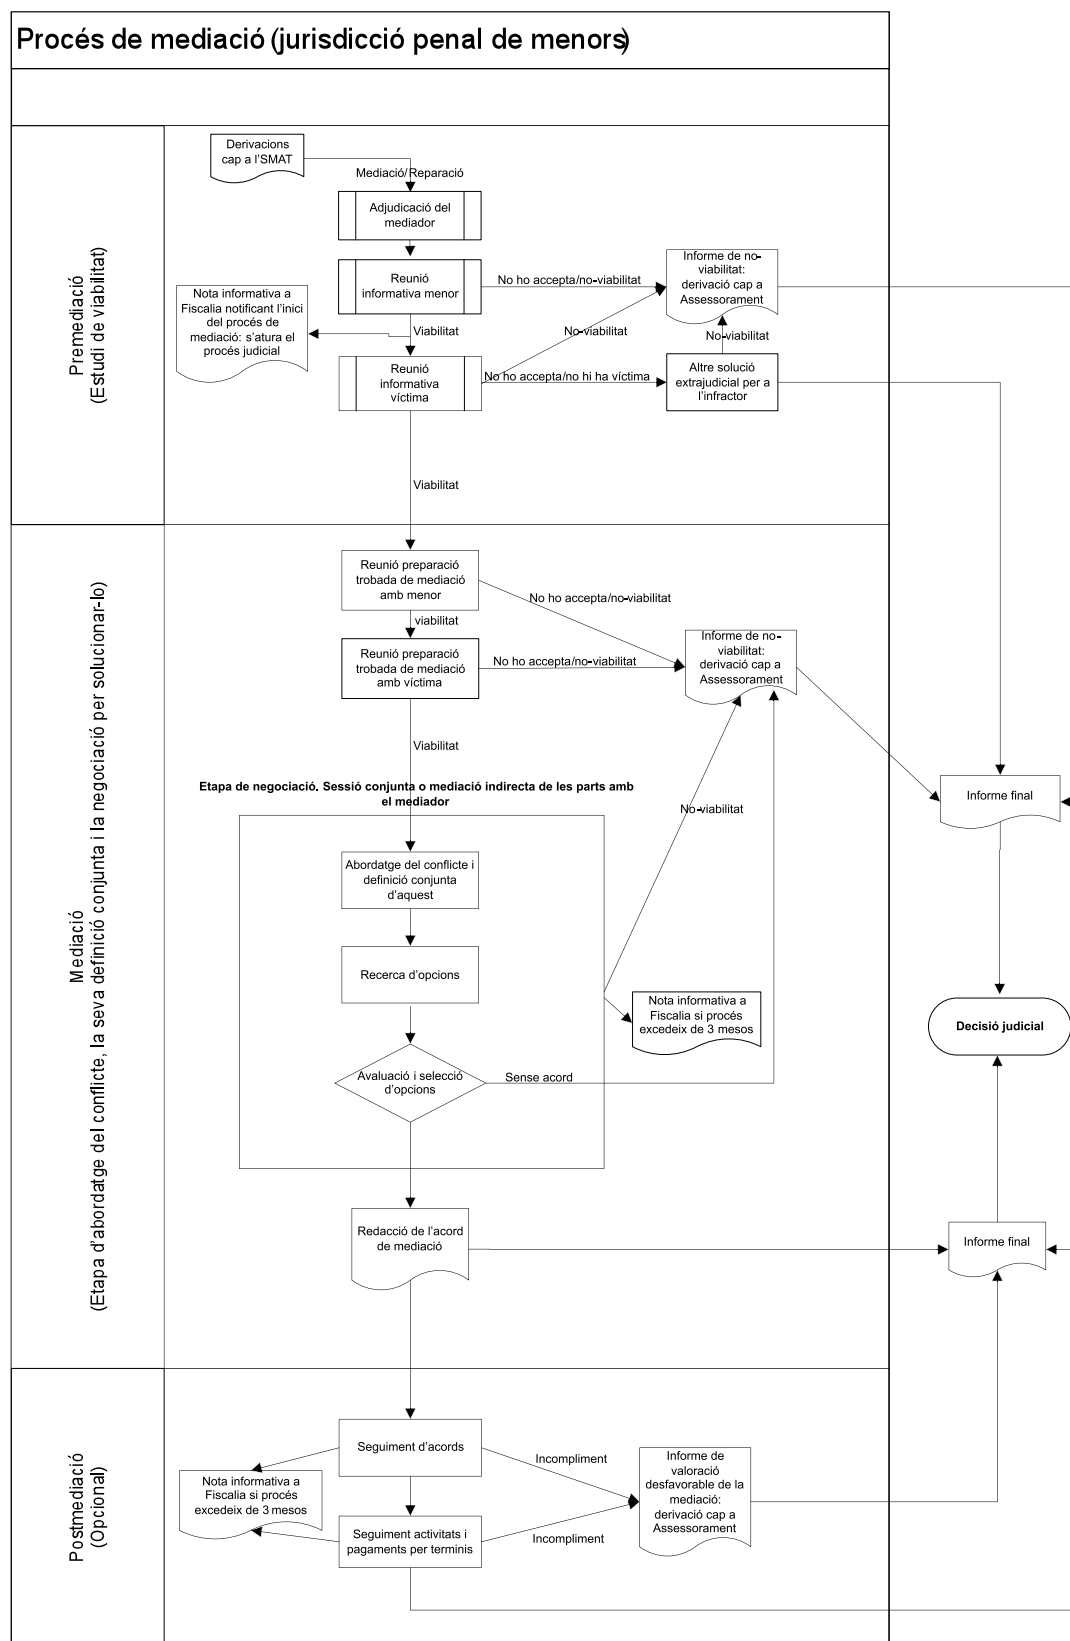 Procés de mediació (jurisdicció penal de menors)
Premediació
(Estudi de viabilitat)
Derivacions
cap a l'SMAT
Mediació/Reparació
Adjudicació del
mediador
Reunió
informativa menor
No ho accepta/no-viabilitat
Informe de no-
viabilitat:
derivació cap a
Assessorament
Nota informativa a
Fiscalia notificant l'inici
del procés de
mediació: s'atura el
procés judicial
Viabilitat
No-viabilitat
No-viabilitat
Reunió
informativa
víctima
No ho accepta/no hi ha víctima
Altre solució
extrajudicial per a
l'infractor
Viabilitat
Mediació
(Etapa d'abordatge del conflicte, la seva definició conjunta i la negociació per solucionar-lo)
Reunió preparació
trobada de mediació
amb menor
No ho accepta/no-viabilitat
viabilitat
Reunió preparació
trobada de mediació
amb víctima
No ho accepta/no-viabilitat
Informe de no-
viabilitat:
derivació cap a
Assessorament
Viabilitat
Etapa de negociació. Sessió conjunta o mediació indirecta de les parts amb
el mediador
No-viabilitat
Informe final
Abordatge del conflicte i
definició conjunta
d'aquest
Recerca d'opcions
Nota informativa a
Fiscalia si procés
excedeix de 3 mesos
Decisió judicial
Avaluació i selecció
d'opcions
Sense acord
Redacció de l'acord
de mediació
Informe final
Postmediació
(Opcional)
Seguiment d'acords
Incompliment
Nota informativa a
Fiscalia si procés
excedeix de 3 mesos
Informe de
valoració
desfavorable de la
mediació:
derivació cap a
Assessorament
Seguiment activitats i
pagaments per terminis
Incompliment